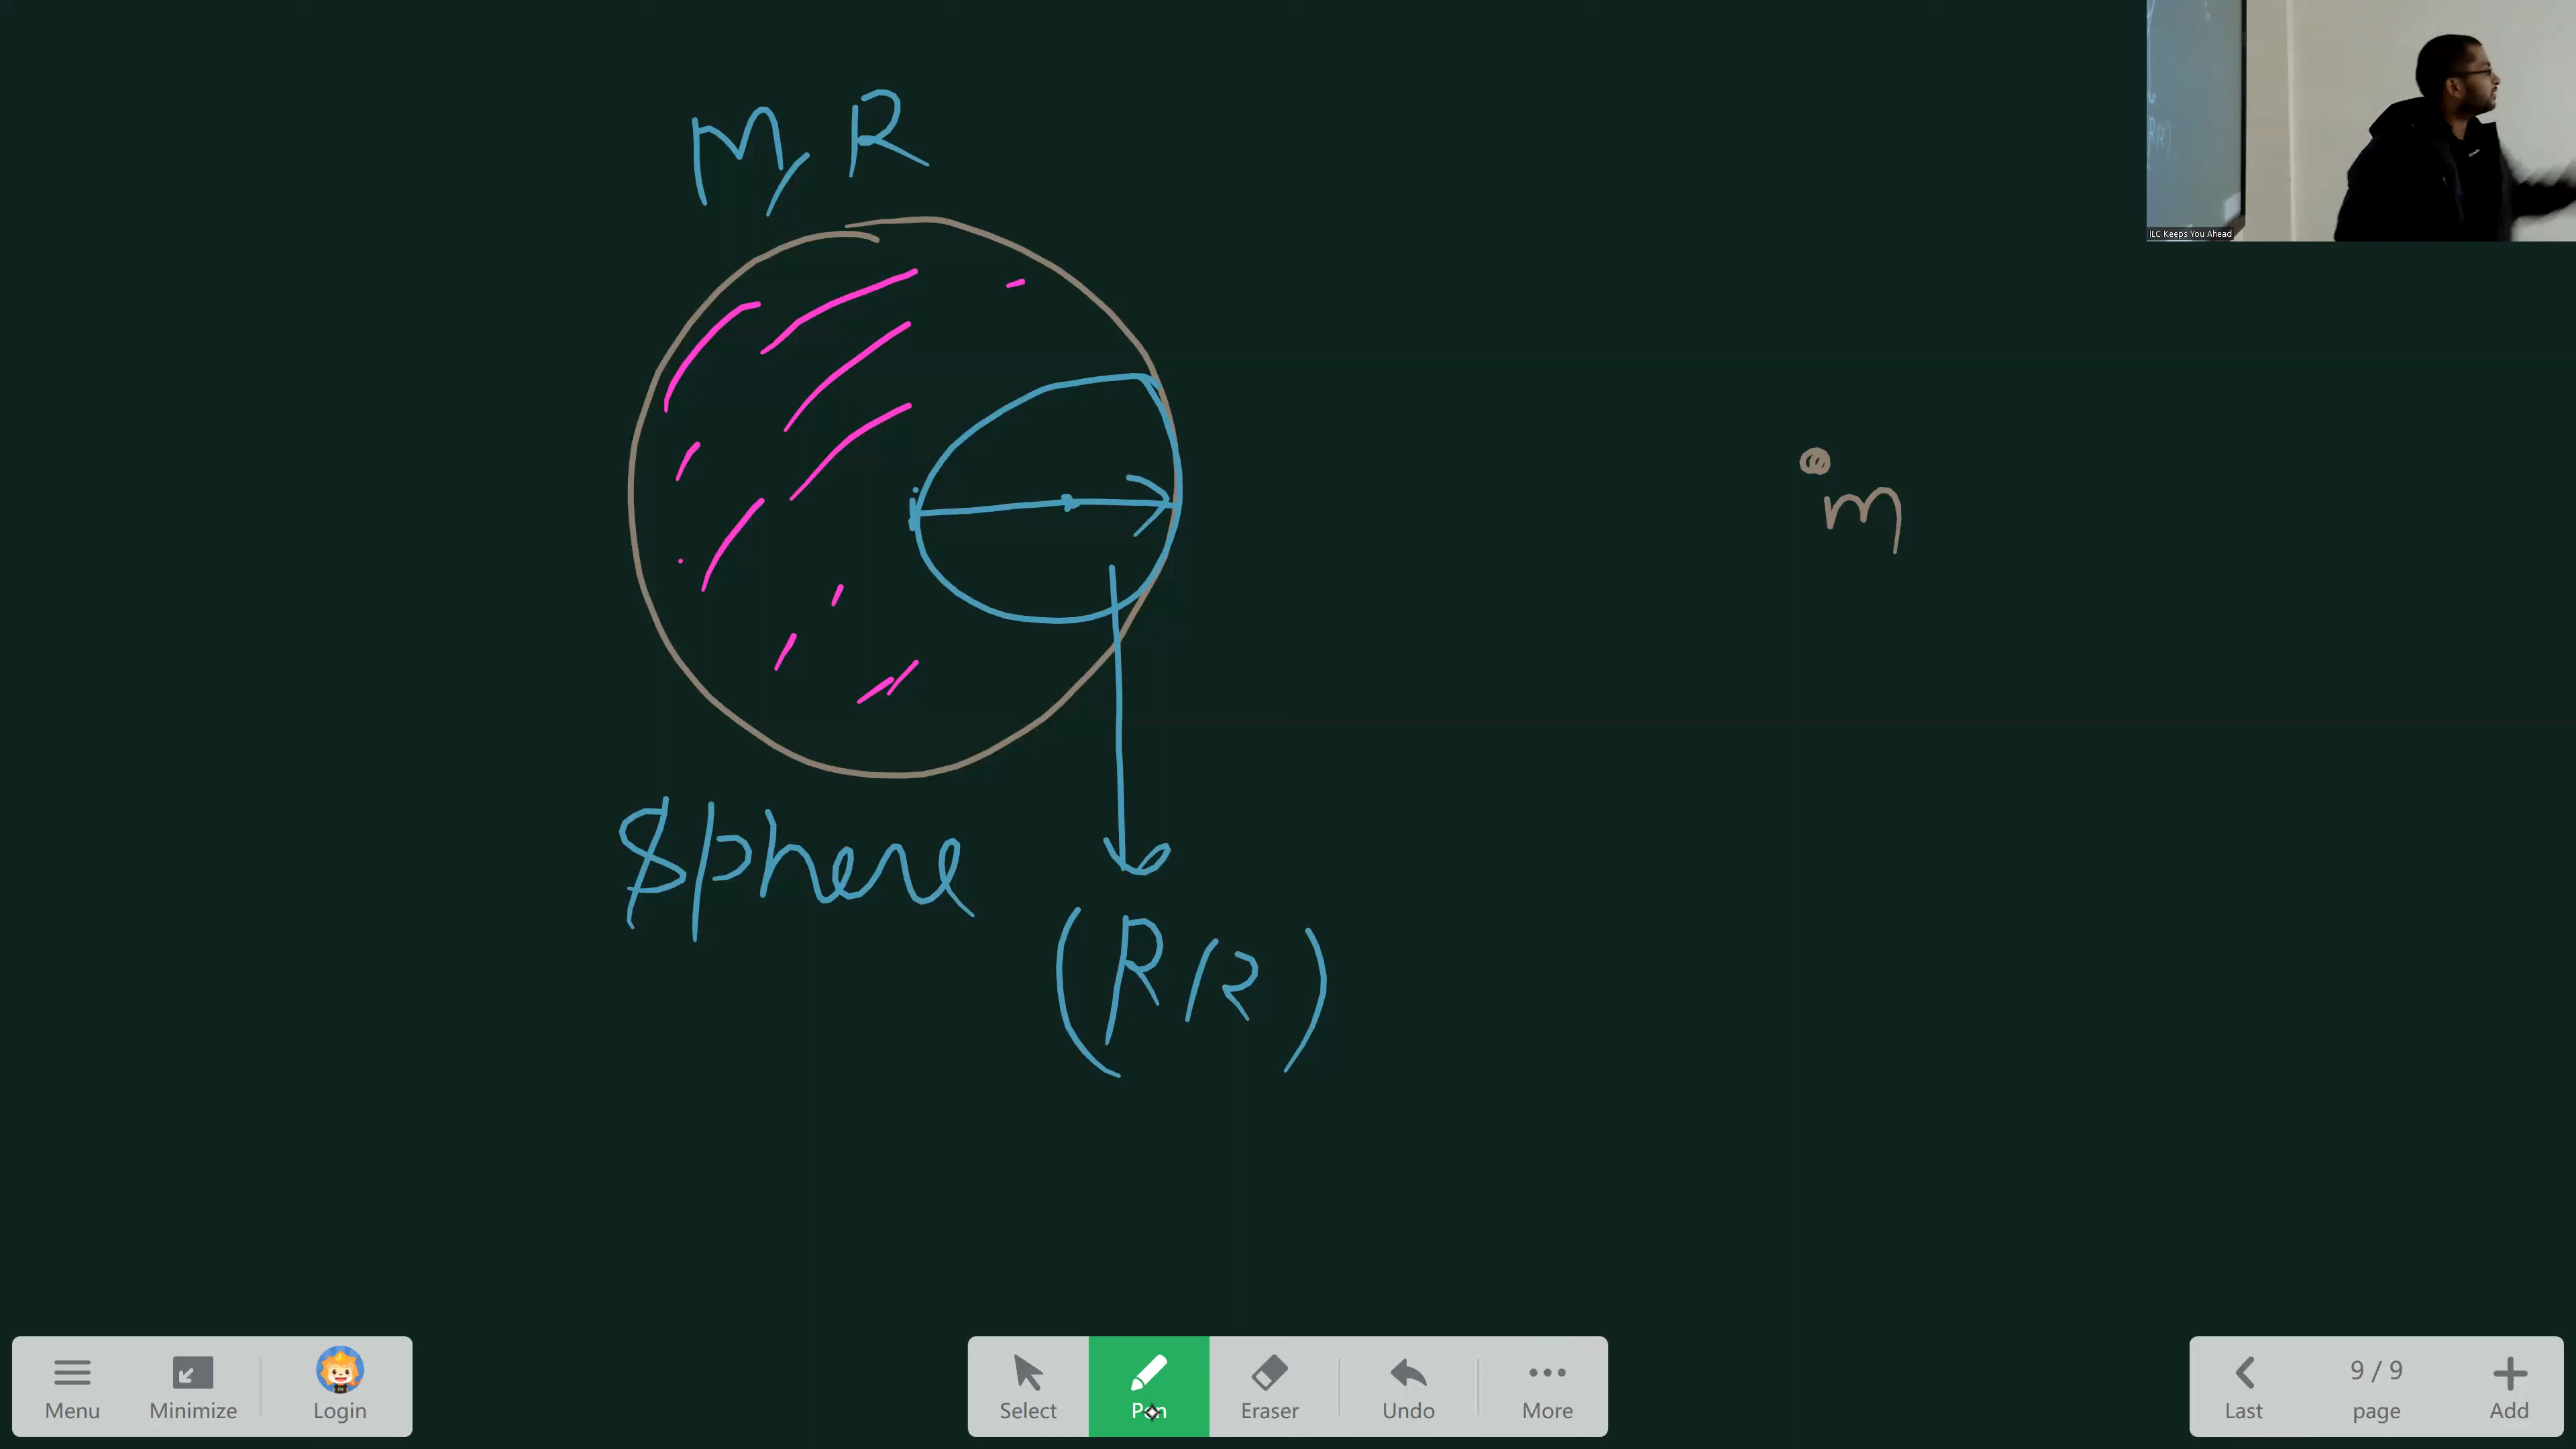 M, R
ILC Keeps You Ahead
m
Sphere
(R/2)
Menu
Minimize
Login
Select
Pen
Eraser
Undo
More
Last
9 / 9
page
Add